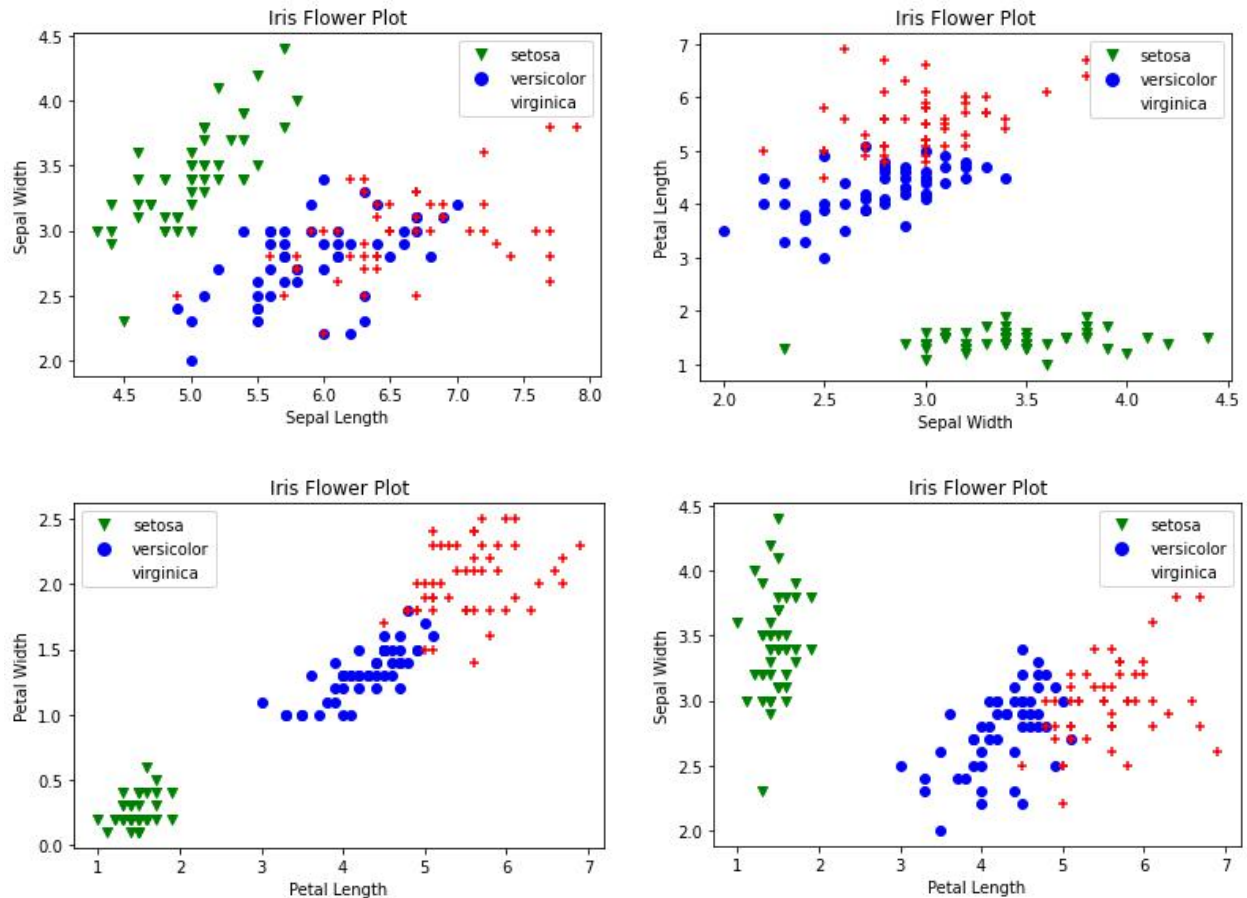 Iris Flower Plot
4.5
4.0
3.5
3.0
2.5
2.0
Sepal Width
setosa
versicolor
virginica
4.5 5.0 5.5 6.0 6.5 7.0 7.5 8.0
Sepal Length
Iris Flower Plot
7
6
5
4
3
2
1
Petal Length
setosa
versicolor
virginica
2.0 2.5 3.0 3.5 4.0 4.5
Sepal Width
Iris Flower Plot
2.5
2.0
1.5
1.0
0.5
0.0
Petal Width
setosa
versicolor
virginica
1 2 3 4 5 6 7
Petal Length
Iris Flower Plot
4.5
4.0
3.5
3.0
2.5
2.0
Sepal Width
setosa
versicolor
virginica
1 2 3 4 5 6 7
Petal Length